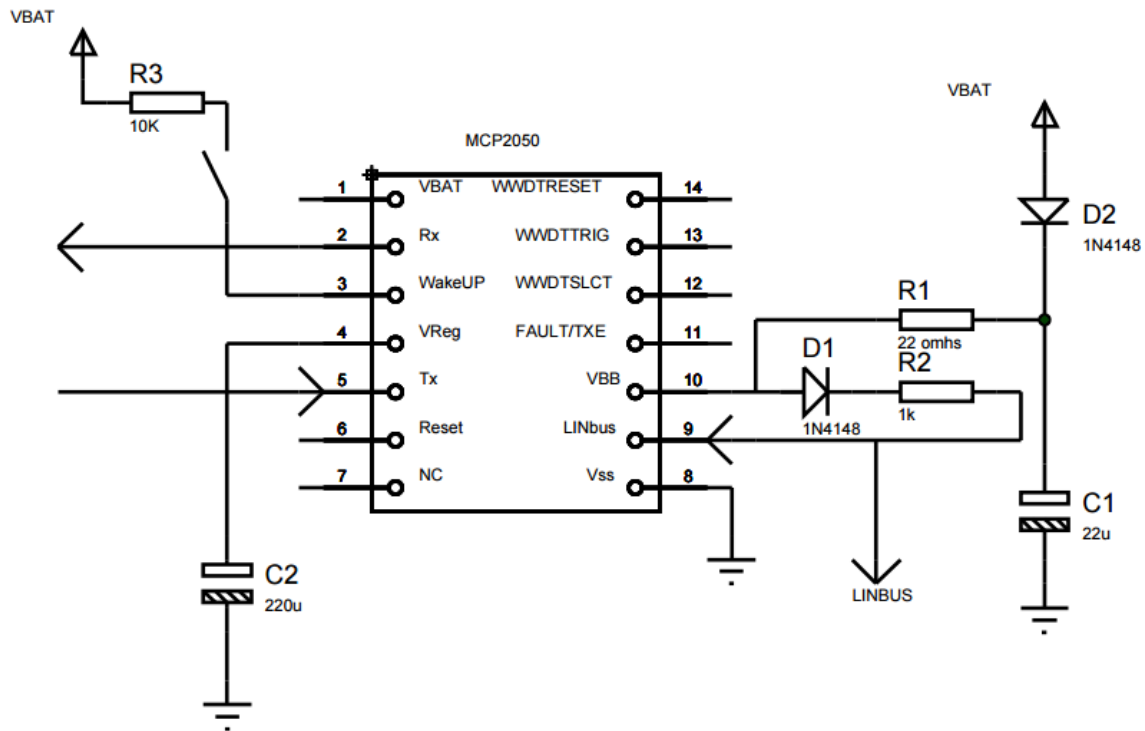 VBAT
R3
10K
VBAT
MCP2050
1 VBAT WWDTRESET 14
2 Rx WWDTTRIG 13
3 WakeUP WWDTSLCT 12
4 VReg FAULT/TXE 11
5 Tx VBB 10
6 Reset LINbus 9
7 NC Vss 8
D2
1N4148
R1
22 omhs
D1
1N4148
R2
1k
C1
22u
LINBUS
C2
220u